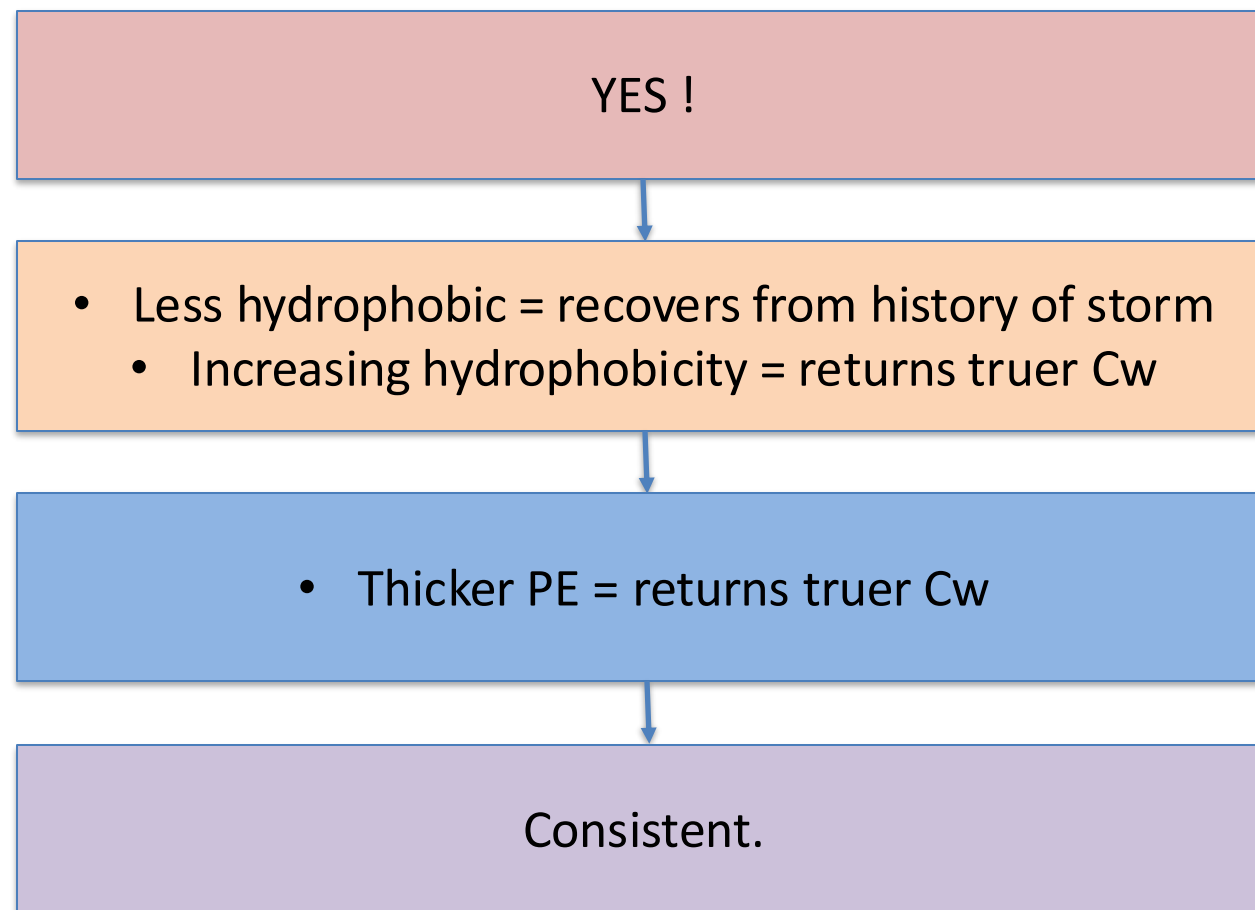 YES !
• Less hydrophobic = recovers from history of storm
• Increasing hydrophobicity = returns truer Cw
• Thicker PE = returns truer Cw
Consistent.